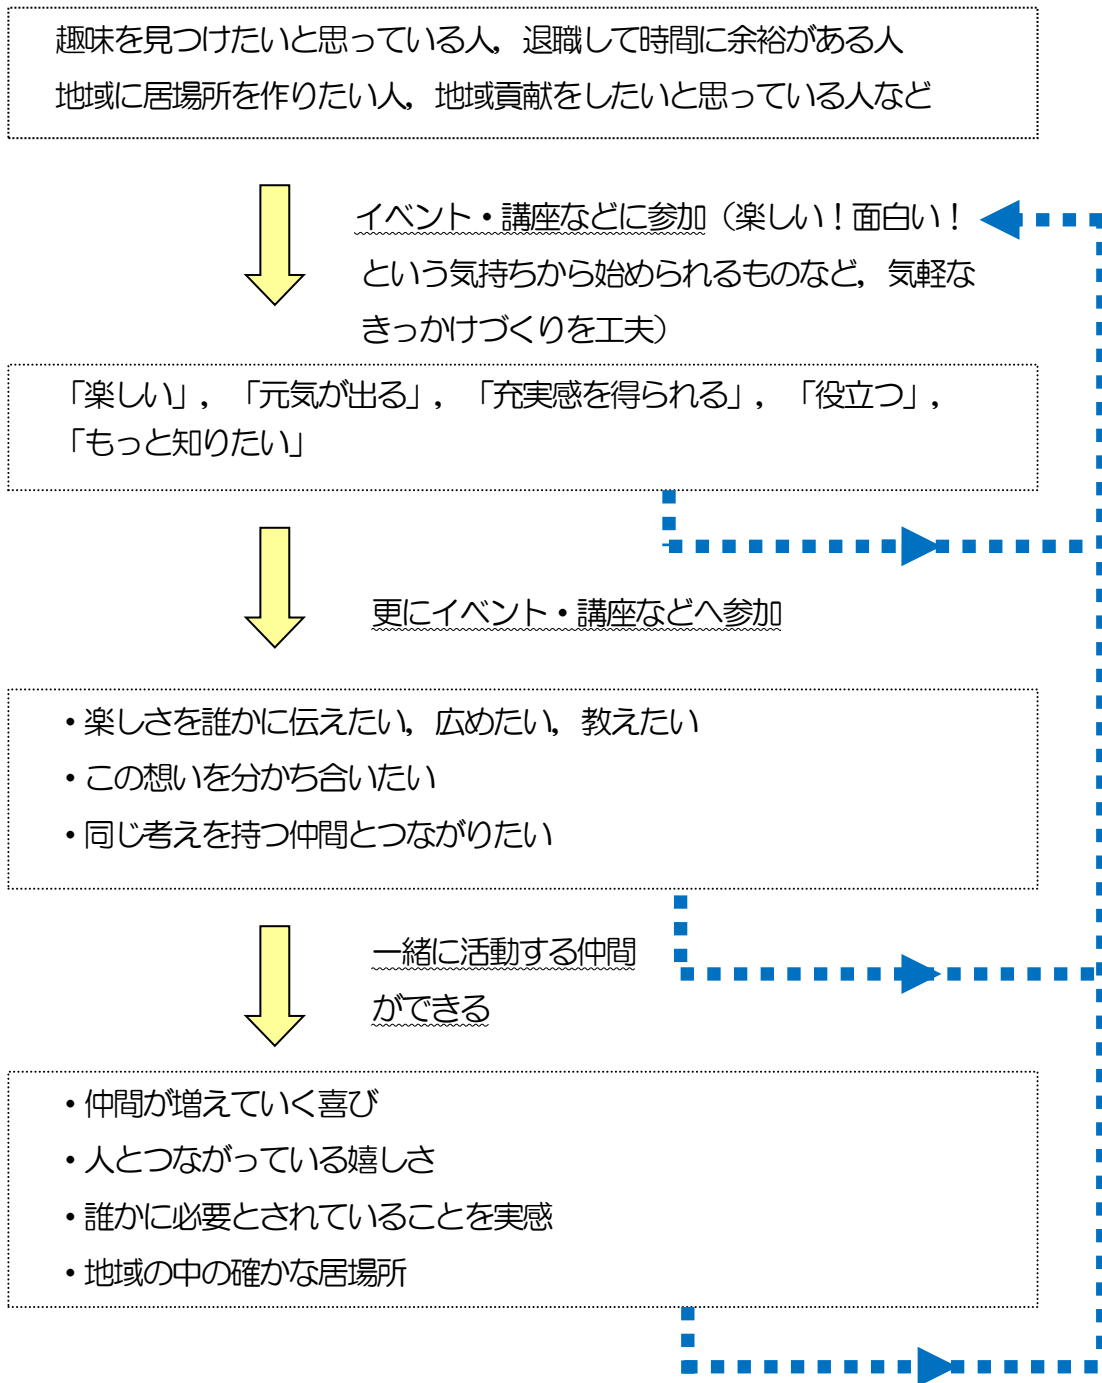 趣味を見つけたいと思っている人，退職して時間に余裕がある人
地域に居場所を作りたい人，地域貢献をしたいと思っている人など
イベント・講座などに参加（楽しい！面白い！
という気持ちから始められるものなど，気軽な
きっかけづくりを工夫）
「楽しい」，「元気が出る」，「充実感を得られる」，「役立つ」，
「もっと知りたい」
更にイベント・講座などへ参加
・楽しさを誰かに伝えたい，広めたい，教えたい
・この想いを分かち合いたい
・同じ考えを持つ仲間とつながりたい
一緒に活動する仲間
ができる
・仲間が増えていく喜び
・人とつながっている嬉しさ
・誰かに必要とされていることを実感
・地域の中の確かな居場所